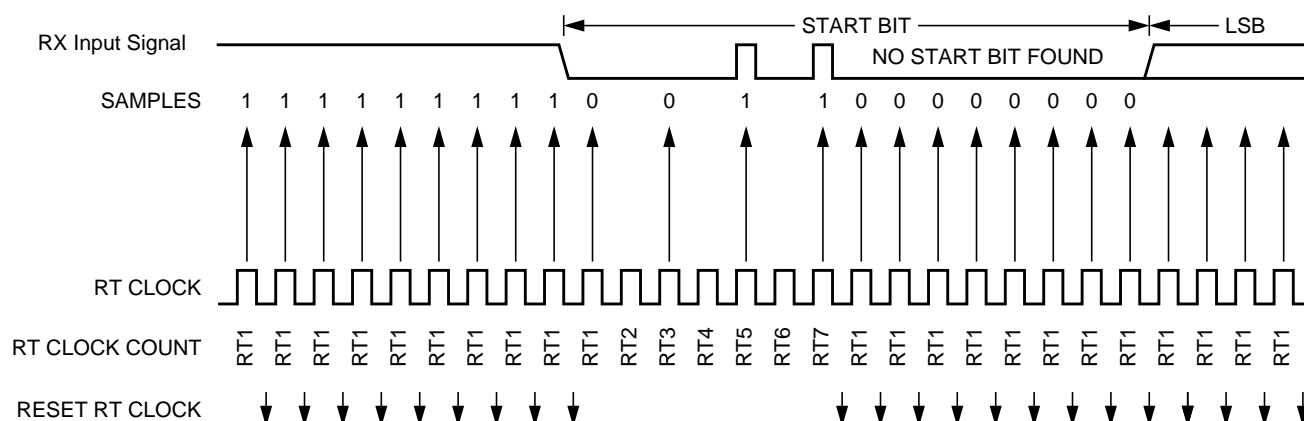 START BIT LSB
RX Input Signal NO START BIT FOUND
SAMPLES 1 1 1 1 1 1 1 1 1 0 0 1 1 0 0 0 0 0 0 0 0
RT CLOCK
RT CLOCK COUNT RT1 RT1 RT1 RT1 RT1 RT1 RT1 RT1 RT1 RT1 RT2 RT3 RT4 RT5 RT6 RT7 RT1 RT1 RT1 RT1 RT1 RT1 RT1 RT1 RT1 RT1 RT1 RT1
RESET RT CLOCK